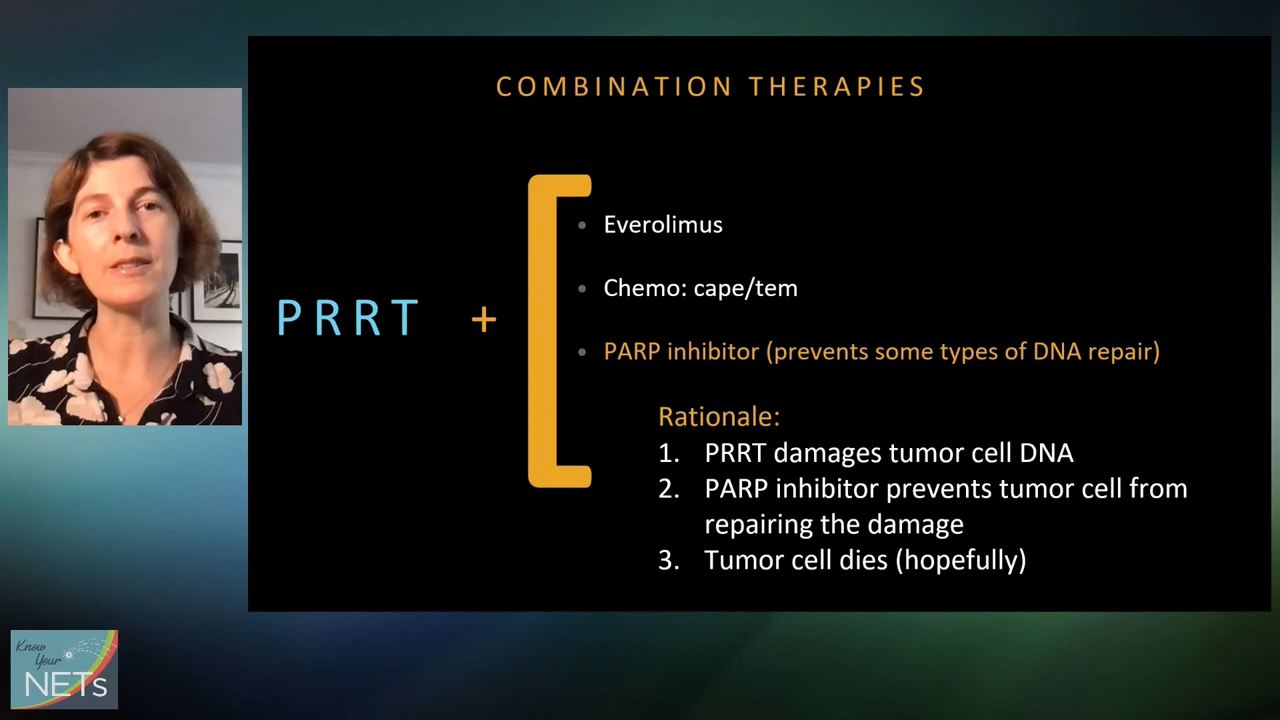 COMBINATION THERAPIES
PRRT +
• Everolimus
• Chemo: cape/tem
• PARP inhibitor (prevents some types of DNA repair)
Rationale:
1. PRRT damages tumor cell DNA
2. PARP inhibitor prevents tumor cell from
repairing the damage
3. Tumor cell dies (hopefully)
Know
Your
NETs